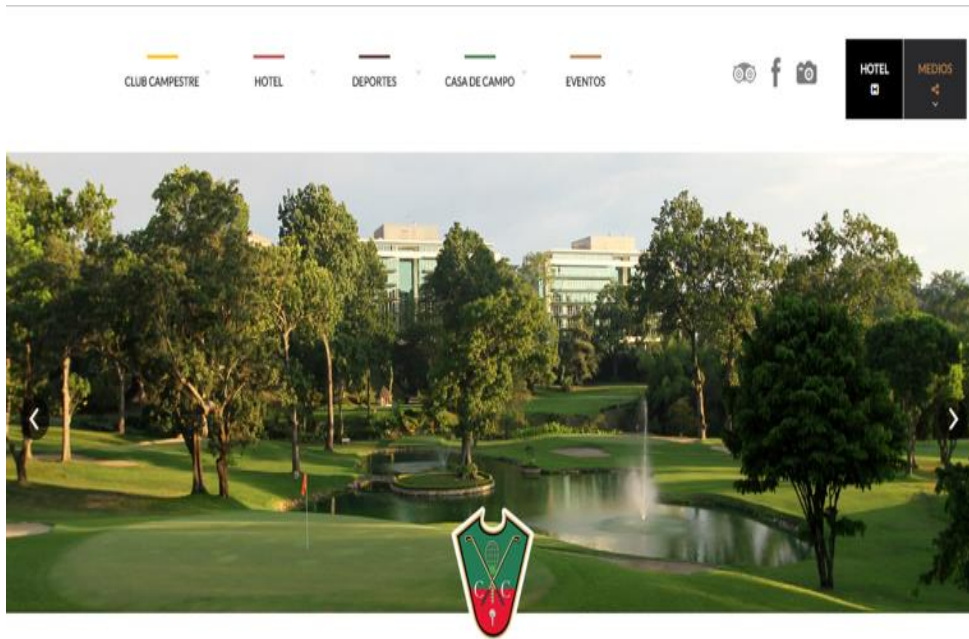 CLUB CAMPESTRE
HOTEL
DEPORTES
CASA DE CAMPO
EVENTOS
HOTEL
H
MEDIOS
C C